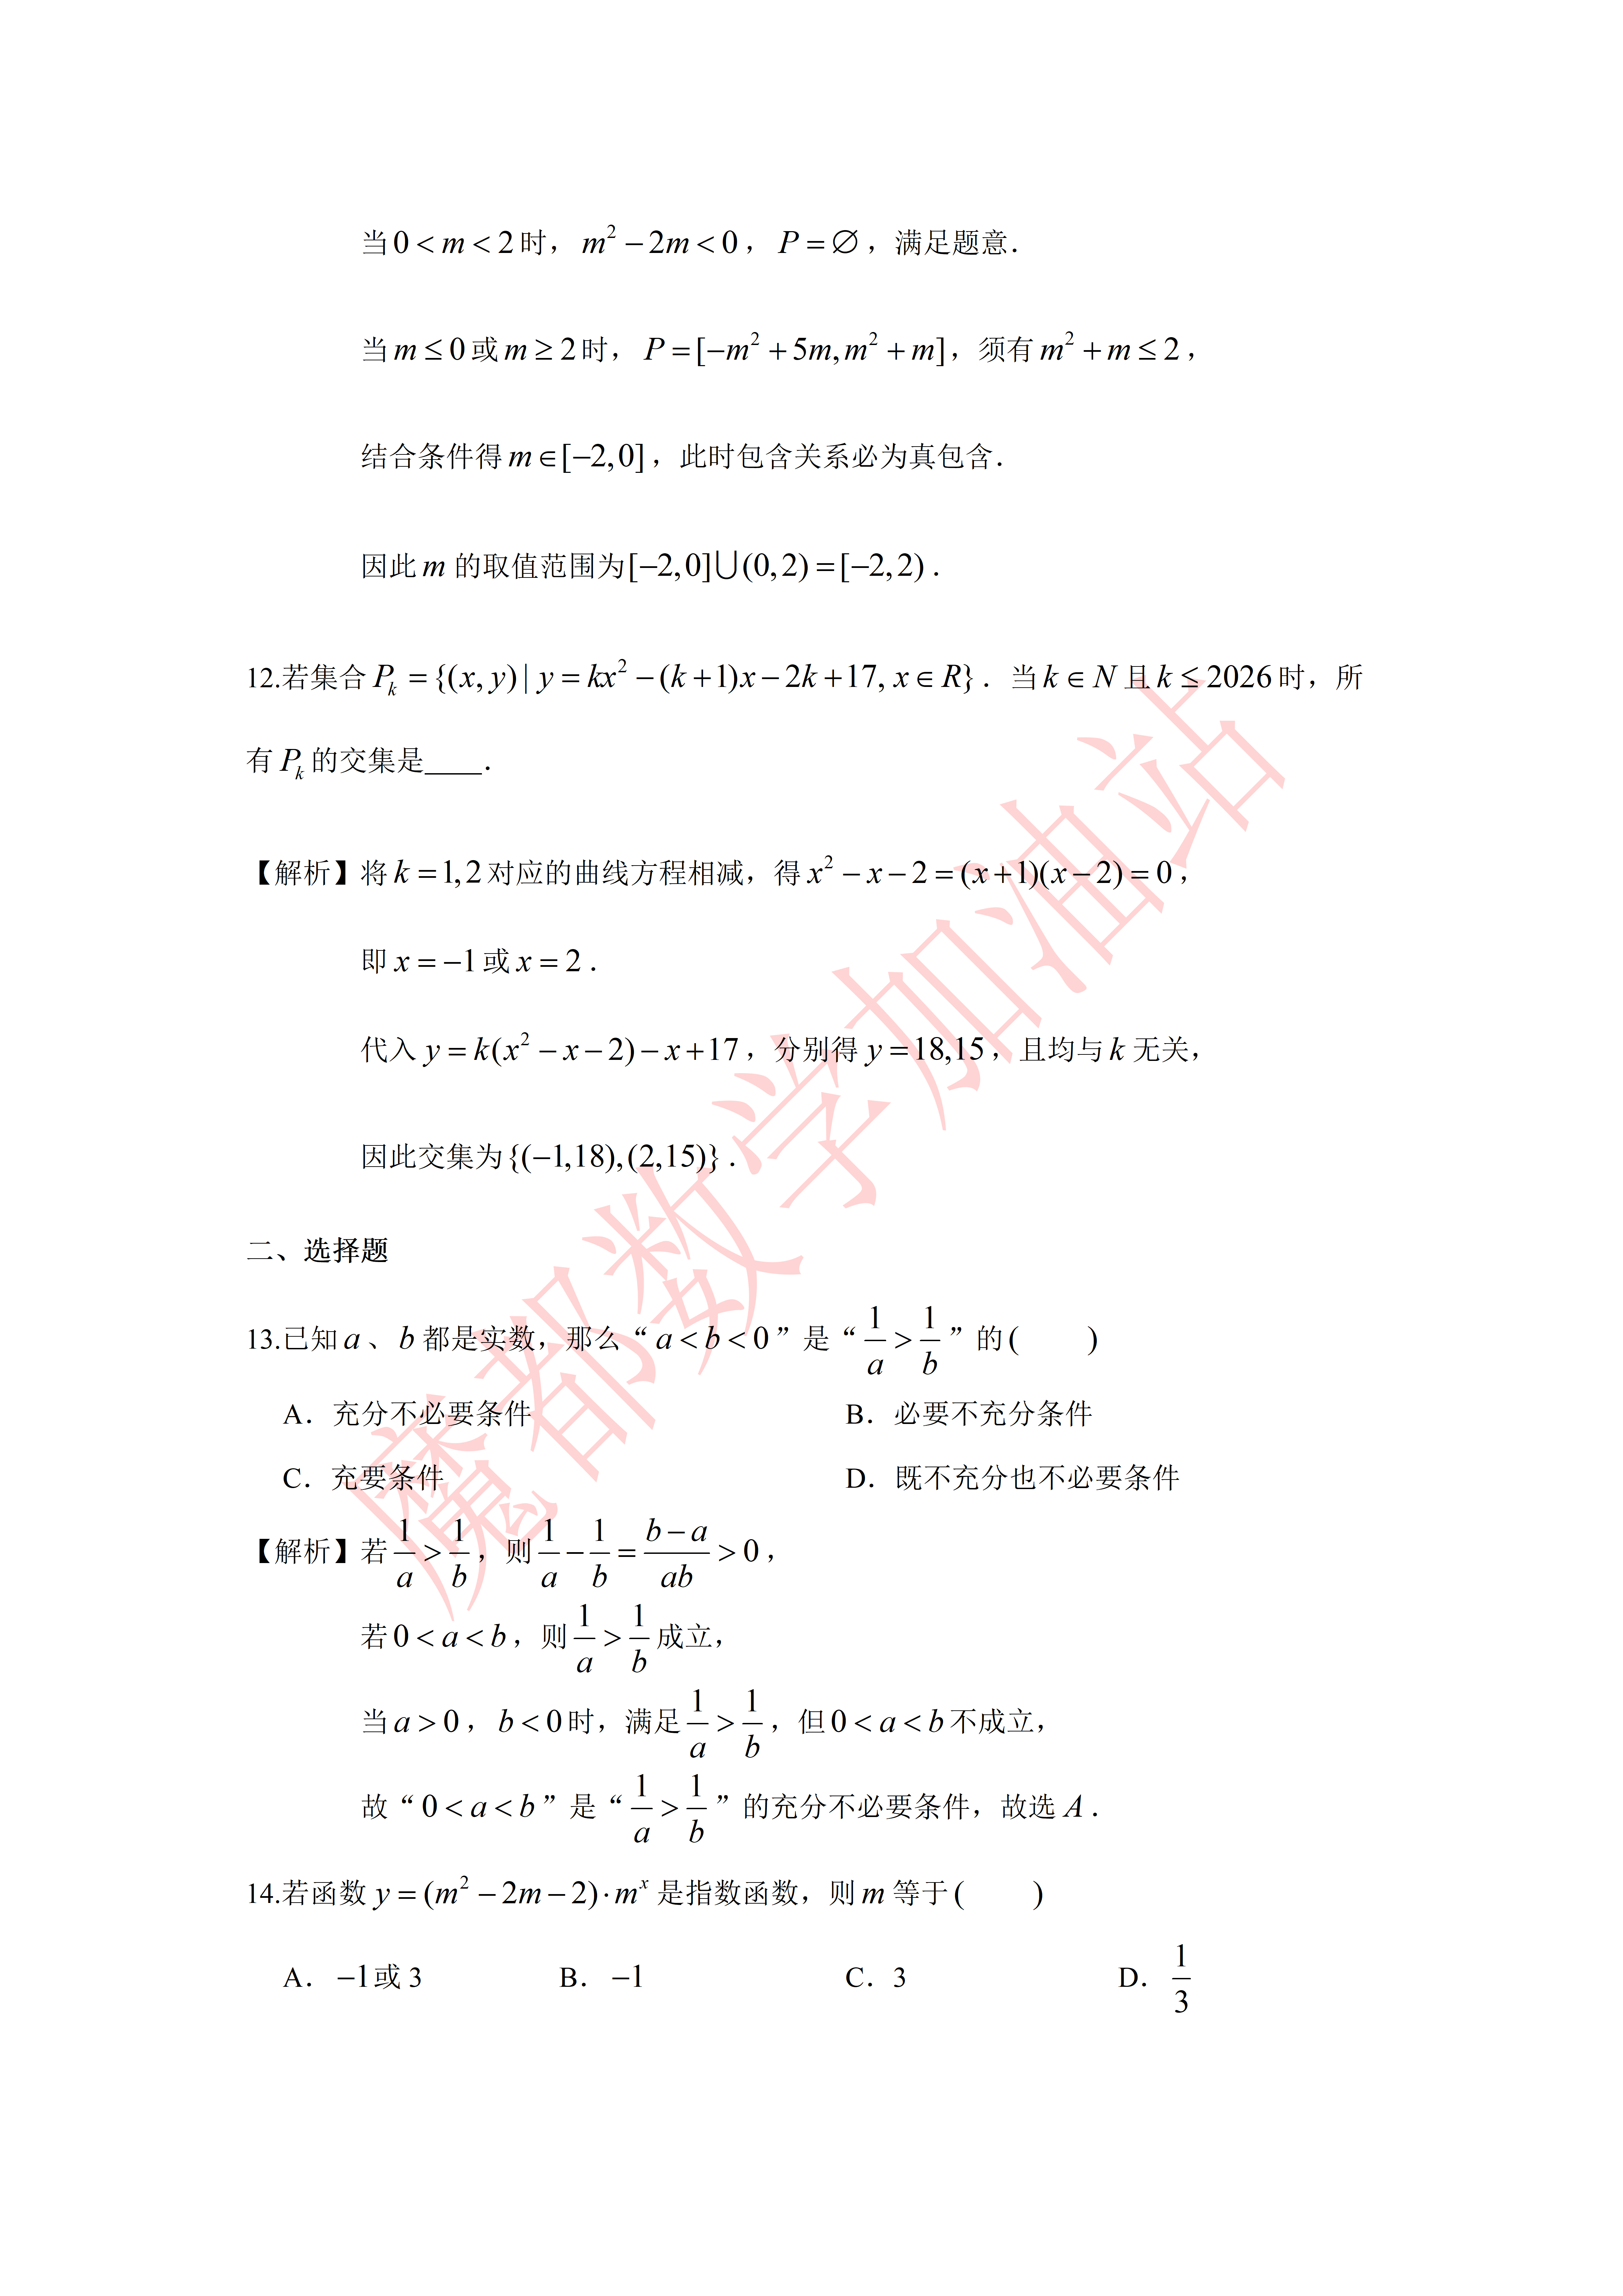 当0<m<2时，m²−2m<0，P=∅，满足题意．
当m≤0或m≥2时，P=[−m²+5m,m²+m]，须有m²+m≤2，
结合条件得m∈[−2,0]，此时包含关系必为真包含．
因此m的取值范围为[−2,0]⋃(0,2)=[−2,2)．
12.若集合P_k={(x,y)|y=kx²−(k+1)x−2k+17,x∈R}．当k∈N且k≤2026时，所
有P_k的交集是____．
【解析】将k=1,2对应的曲线方程相减，得x²−x−2=(x+1)(x−2)=0，
即x=−1或x=2．
代入y=k(x²−x−2)−x+17，分别得y=18,15，且均与k无关，
因此交集为{(−1,18),(2,15)}．
二、选择题
13.已知a、b都是实数，那么“a<b<0”是“1/a>1/b”的(　　)
A．充分不必要条件　　B．必要不充分条件
C．充要条件　　D．既不充分也不必要条件
【解析】若1/a>1/b，则1/a−1/b=(b−a)/ab>0，
若0<a<b，则1/a>1/b成立，
当a>0，b<0时，满足1/a>1/b，但0<a<b不成立，
故“0<a<b”是“1/a>1/b”的充分不必要条件，故选A．
14.若函数y=(m²−2m−2)·mˣ是指数函数，则m等于(　　)
A．−1或3　　B．−1　　C．3　　D．1/3
魔都数学加油站